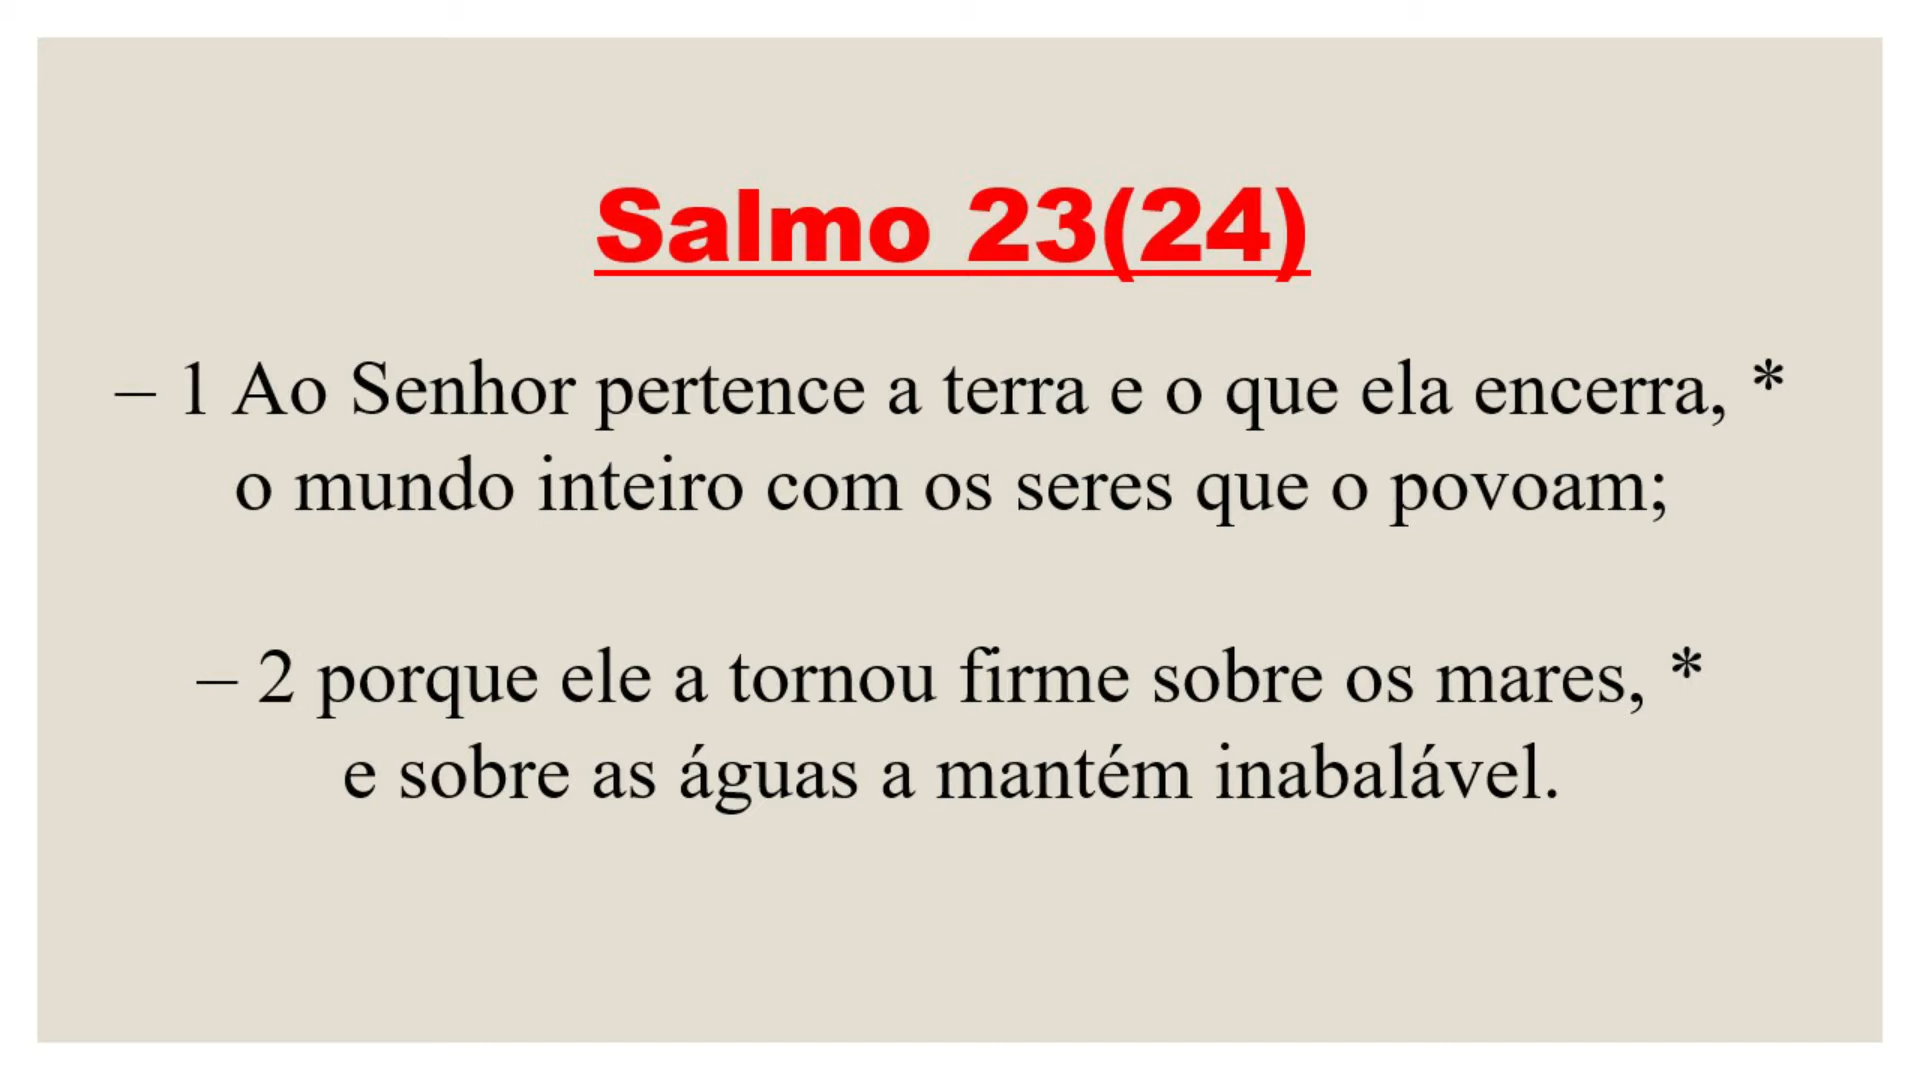 Salmo 23(24)
– 1 Ao Senhor pertence a terra e o que ela encerra, *
o mundo inteiro com os seres que o povoam;
– 2 porque ele a tornou firme sobre os mares, *
e sobre as águas a mantém inabalável.